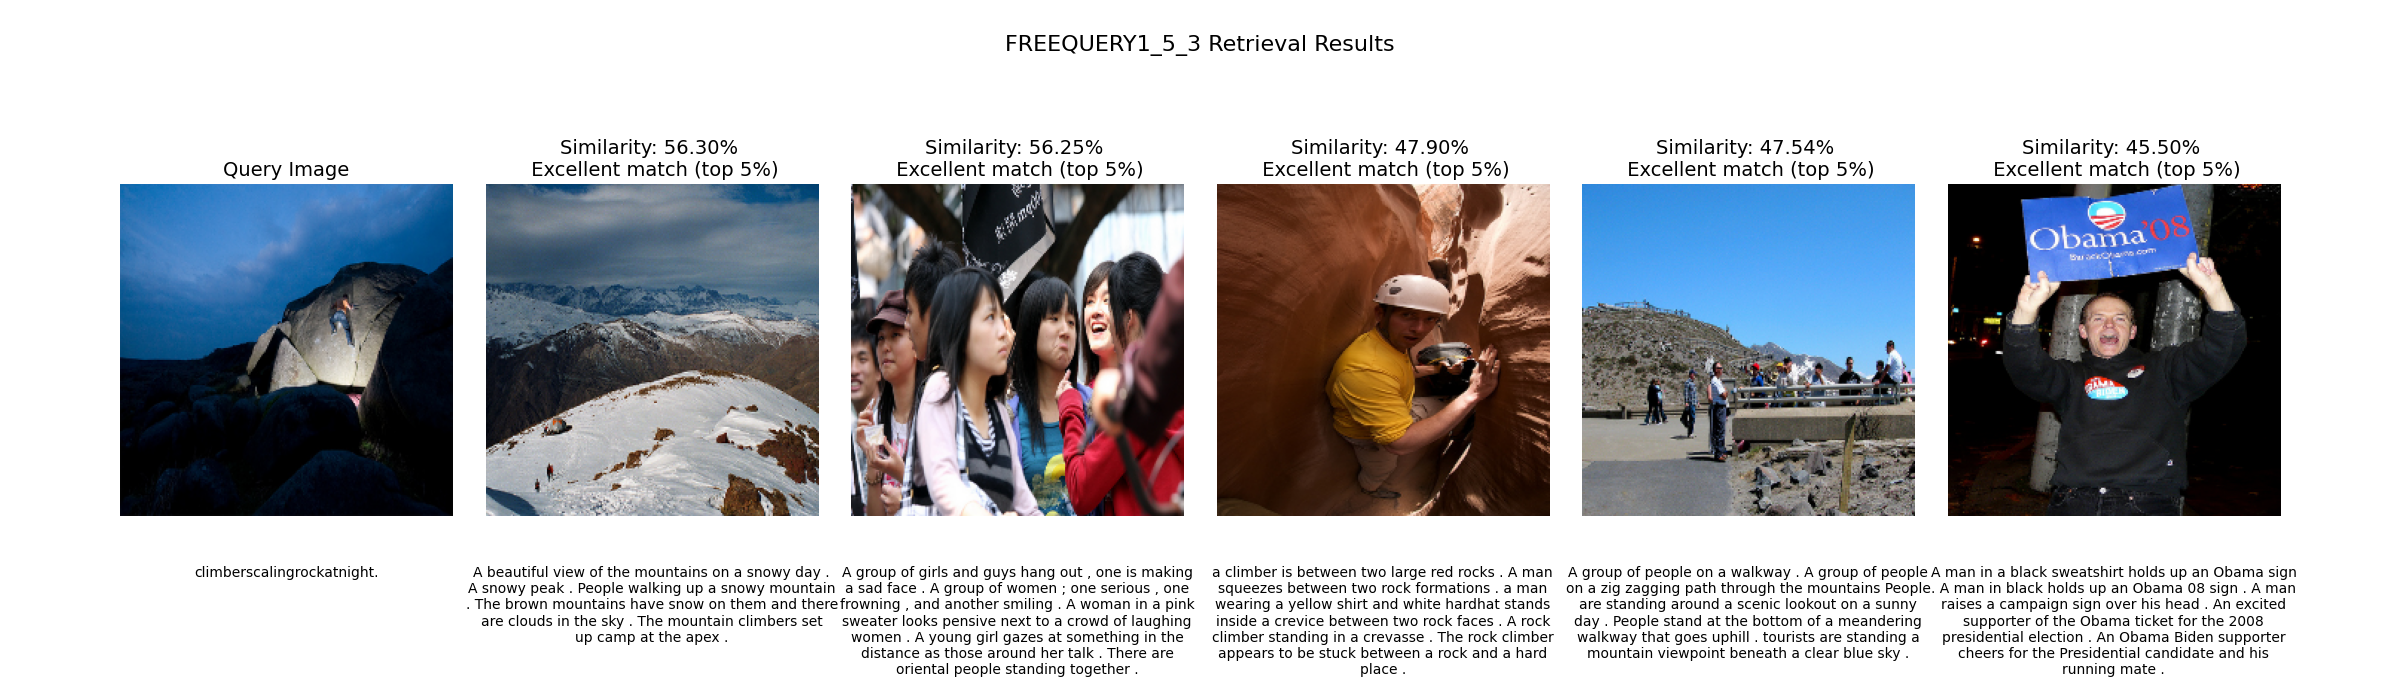 FREEQUERY1_5_3 Retrieval Results
Query Image
climberscalingrockatnight.
Similarity: 56.30%
Excellent match (top 5%)
A beautiful view of the mountains on a snowy day .
A snowy peak . People walking up a snowy mountain
. The brown mountains have snow on them and there
are clouds in the sky . The mountain climbers set
up camp at the apex .
Similarity: 56.25%
Excellent match (top 5%)
A group of girls and guys hang out , one is making
a sad face . A group of women ; one serious , one
frowning , and another smiling . A woman in a pink
sweater looks pensive next to a crowd of laughing
women . A young girl gazes at something in the
distance as those around her talk . There are
oriental people standing together .
Similarity: 47.90%
Excellent match (top 5%)
a climber is between two large red rocks . A man
squeezes between two rock formations . a man
wearing a yellow shirt and white hardhat stands
inside a crevice between two rock faces . A rock
climber standing in a crevasse . The rock climber
appears to be stuck between a rock and a hard
place .
Similarity: 47.54%
Excellent match (top 5%)
A group of people on a walkway . A group of people
on a zig zagging path through the mountains People
are standing around a scenic lookout on a sunny
day . People stand at the bottom of a meandering
walkway that goes uphill . tourists are standing a
mountain viewpoint beneath a clear blue sky .
Similarity: 45.50%
Excellent match (top 5%)
Obama'08
A man in a black sweatshirt holds up an Obama sign
. A man in black holds up an Obama 08 sign . A man
raises a campaign sign over his head . An excited
supporter of the Obama ticket for the 2008
presidential election . An Obama Biden supporter
cheers for the Presidential candidate and his
running mate .